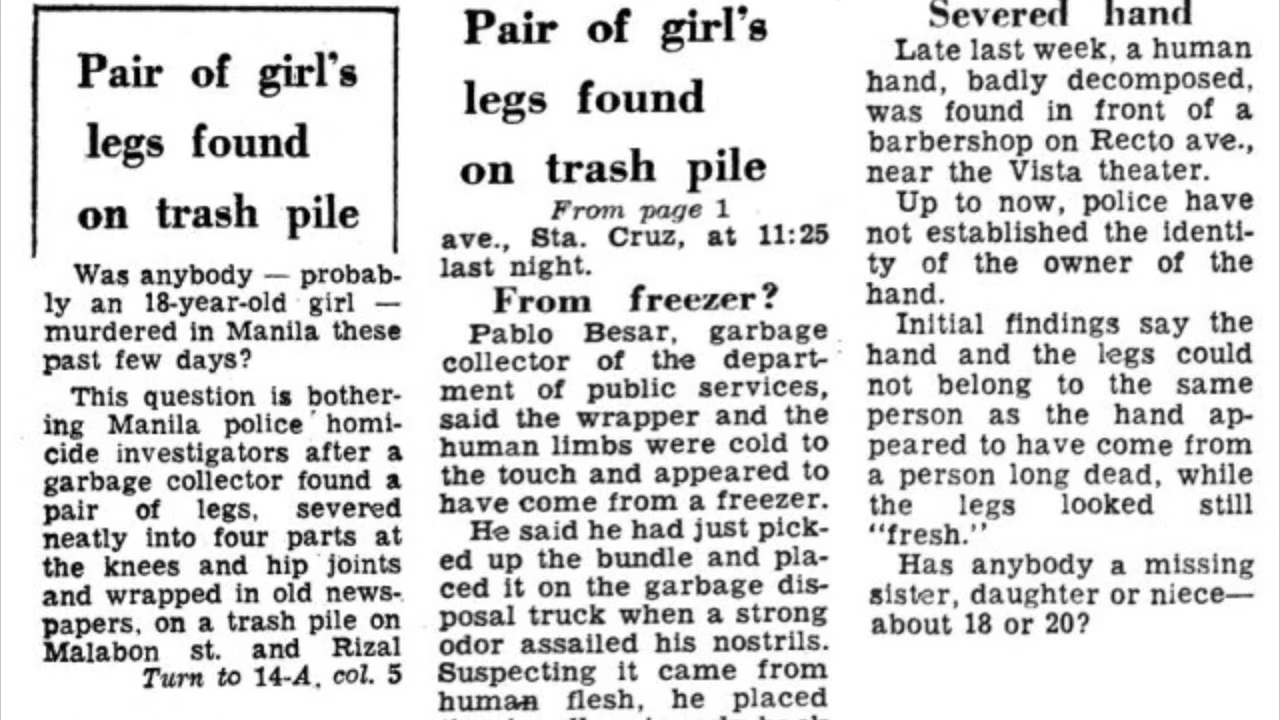 Pair of girl's
legs found
on trash pile
Was anybody — probab-
ly an 18-year-old girl —
murdered in Manila these
past few days?
This question is bother-
ing Manila police homi-
cide investigators after a
garbage collector found a
pair of legs, severed
neatly into four parts at
the knees and hip joints
and wrapped in old news-
papers, on a trash pile on
Malabon st. and Rizal
Turn to 14-A, col. 5
Pair of girl's
legs found
on trash pile
From page 1
ave., Sta. Cruz, at 11:25
last night.
From freezer?
Pablo Besar, garbage
collector of the depart-
ment of public services,
said the wrapper and the
human limbs were cold to
the touch and appeared to
have come from a freezer.
He said he had just pick-
ed up the bundle and pla-
ced it on the garbage dis-
posal truck when a strong
odor assailed his nostrils.
Suspecting it came from
human flesh, he placed
Severed hand
Late last week, a human
hand, badly decomposed,
was found in front of a
barbershop on Recto ave.,
near the Vista theater.
Up to now, police have
not established the identi-
ty of the owner of the
hand.
Initial findings say the
hand and the legs could
not belong to the same
person as the hand ap-
peared to have come from
a person long dead, while
the legs looked still
"fresh."
Has anybody a missing
sister, daughter or niece—
about 18 or 20?